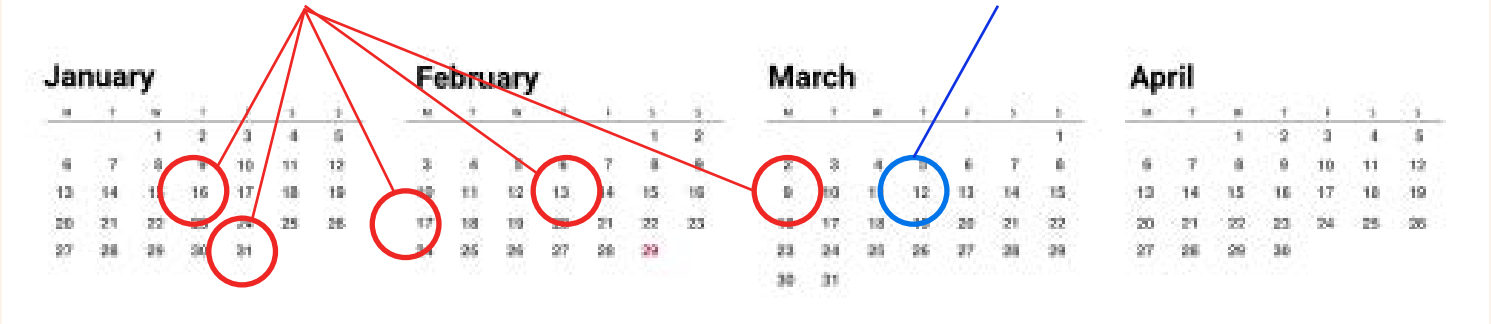 January
M T W T F S S
1 2 3 4 5
6 7 8 9 10 11 12
13 14 15 16 17 18 19
20 21 22 23 24 25 26
27 28 29 30 31
February
M T W T F S S
1 2
3 4 5 6 7 8 9
10 11 12 13 14 15 16
17 18 19 20 21 22 23
24 25 26 27 28 29
March
M T W T F S S
1
2 3 4 5 6 7 8
9 10 11 12 13 14 15
16 17 18 19 20 21 22
23 24 25 26 27 28 29
30 31
April
M T W T F S S
1 2 3 4 5
6 7 8 9 10 11 12
13 14 15 16 17 18 19
20 21 22 23 24 25 26
27 28 29 30